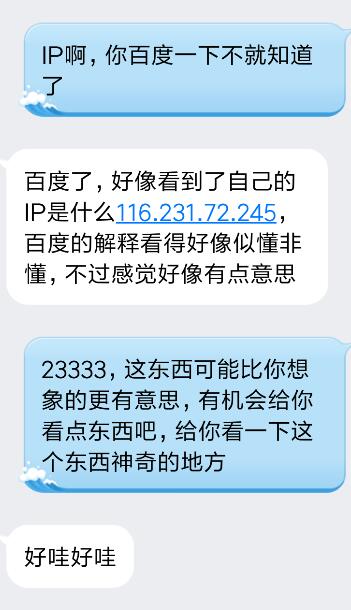 IP啊，你百度一下不就知道
了
百度了，好像看到了自己的
IP是什么116.231.72.245，
百度的解释看得好像似懂非
懂，不过感觉好像有点意思
23333，这东西可能比你想
象的更有意思，有机会给你
看点东西吧，给你看一下这
个东西神奇的地方
好哇好哇